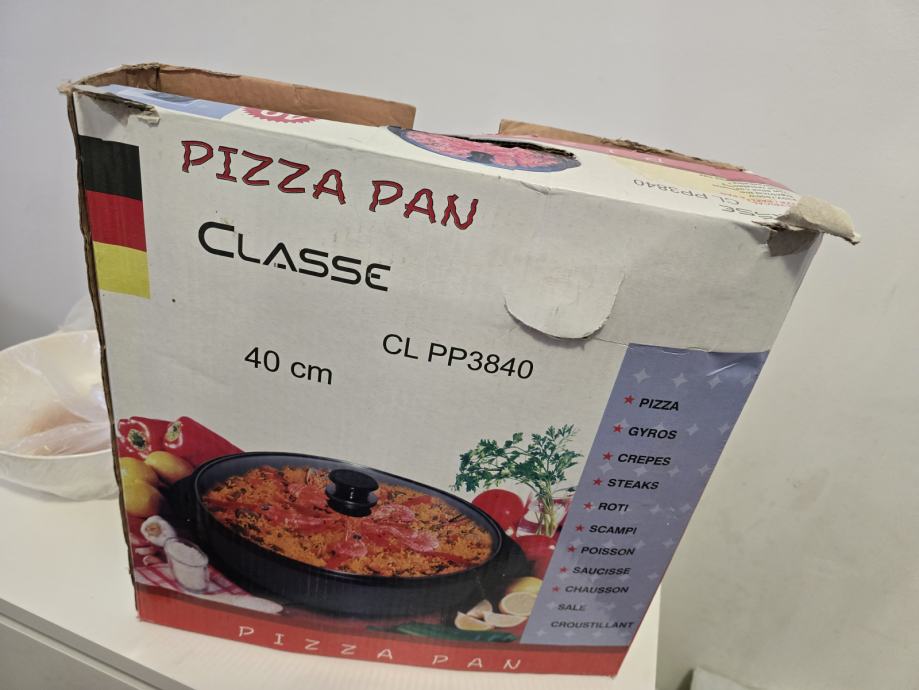 PIZZA PAN
CLASSE
40 cm
CL PP3840
PIZZA
GYROS
CREPES
STEAKS
ROTI
SCAMPI
POISSON
SAUCISSE
CHAUSSON
SALE
CROUSTILLANT
PIZZA PAN
CL PP3840